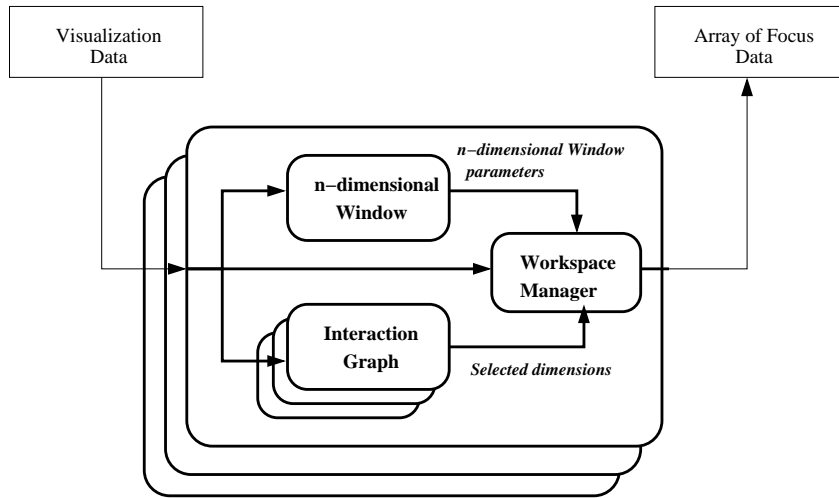 Visualization
Data
Array of Focus
Data
n−dimensional Window
parameters
n−dimensional
Window
Workspace
Manager
Interaction
Graph
Selected dimensions